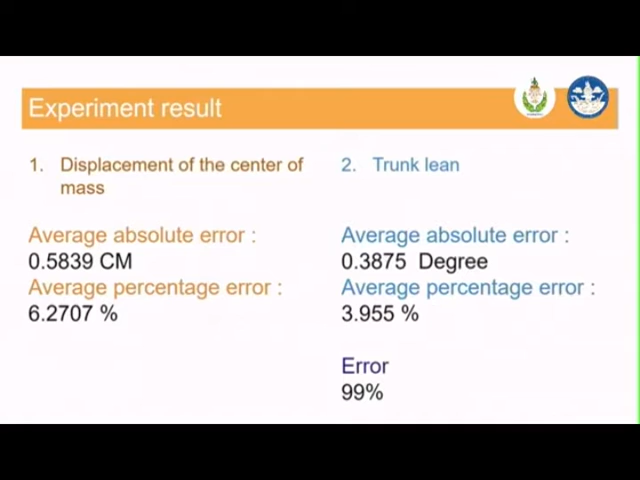 Experiment result
1. Displacement of the center of
mass
Average absolute error :
0.5839 CM
Average percentage error :
6.2707 %
2. Trunk lean
Average absolute error :
0.3875 Degree
Average percentage error :
3.955 %
Error
99%